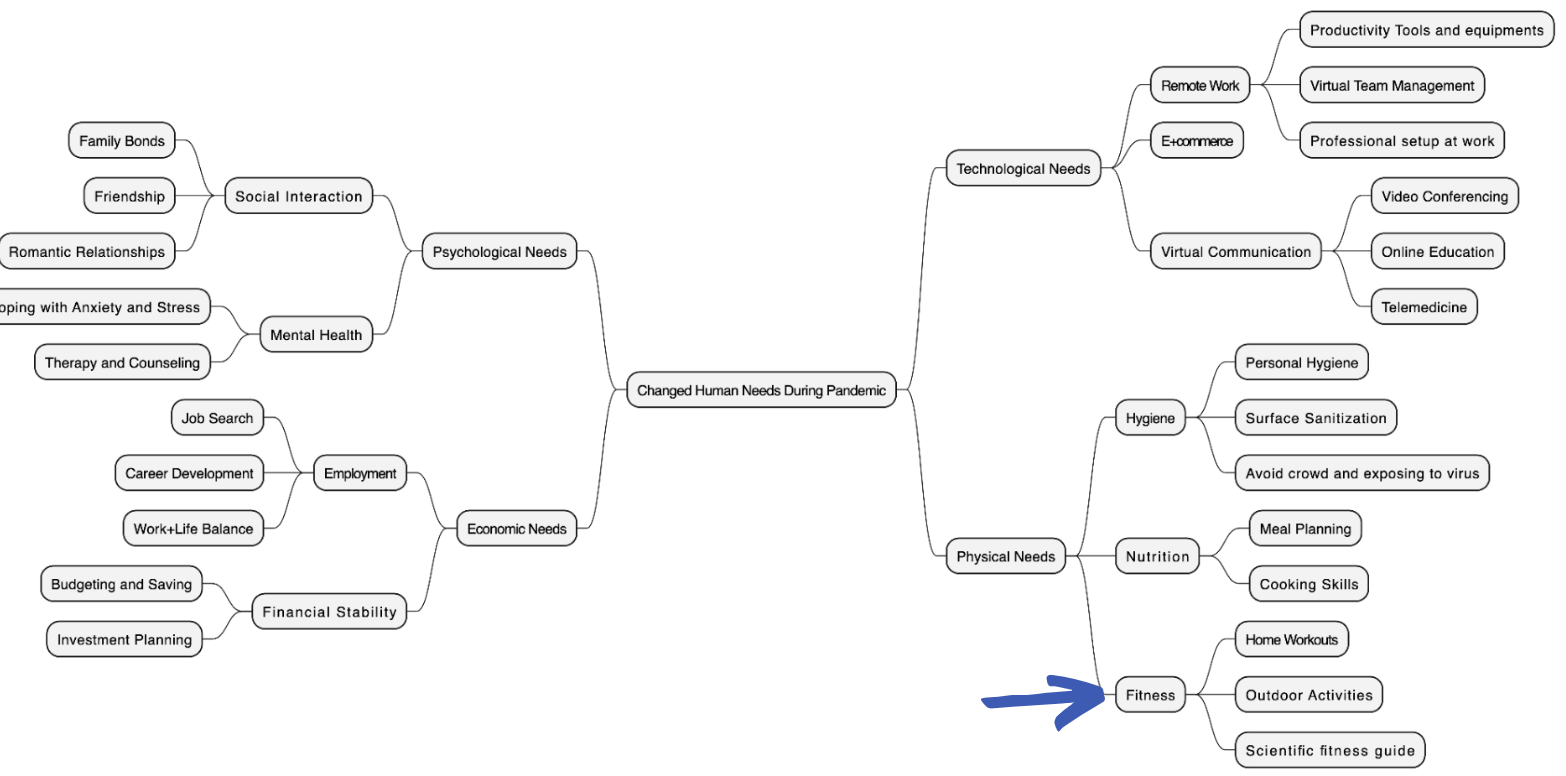 Productivity Tools and equipments
Remote Work
Virtual Team Management
Professional setup at work
E+commerce
Technological Needs
Video Conferencing
Virtual Communication
Online Education
Telemedicine
Family Bonds
Friendship
Social Interaction
Romantic Relationships
Psychological Needs
with Anxiety and Stress
Mental Health
Therapy and Counseling
Changed Human Needs During Pandemic
Job Search
Career Development
Employment
Work+Life Balance
Economic Needs
Budgeting and Saving
Financial Stability
Investment Planning
Personal Hygiene
Hygiene
Surface Sanitization
Avoid crowd and exposing to virus
Physical Needs
Nutrition
Meal Planning
Cooking Skills
Home Workouts
Fitness
Outdoor Activities
Scientific fitness guide